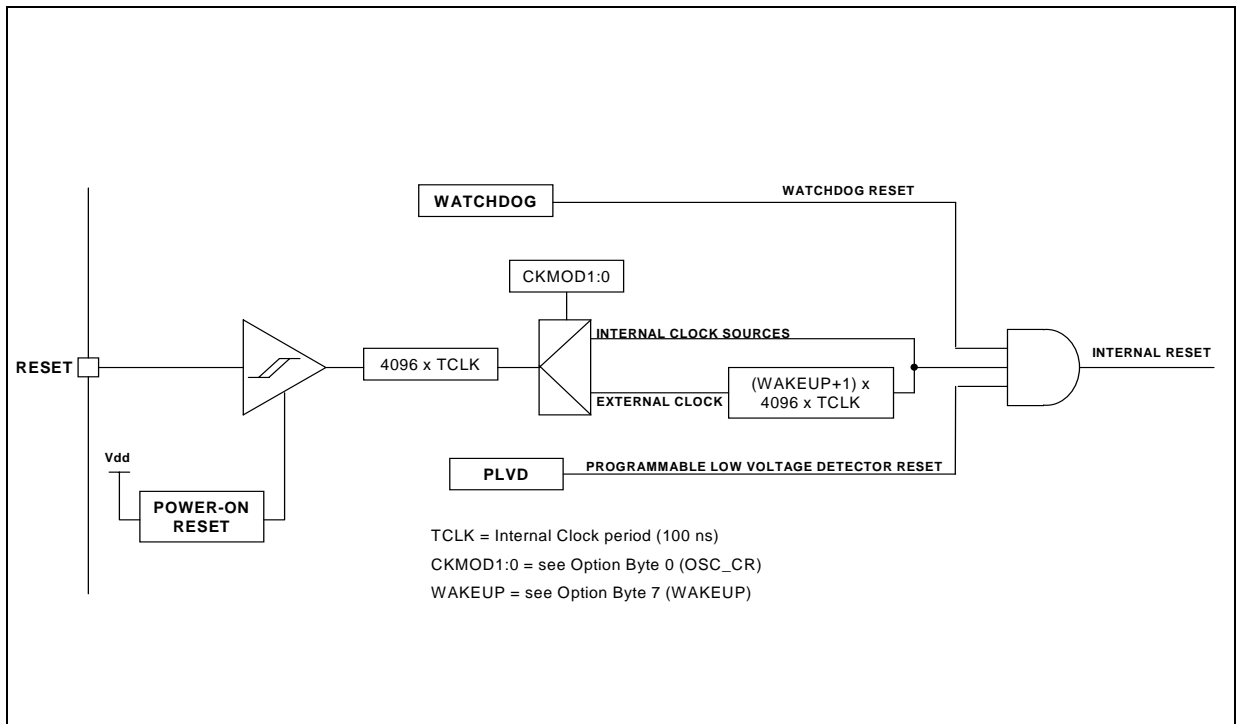 WATCHDOG
WATCHDOG RESET
CKMOD1:0
INTERNAL CLOCK SOURCES
RESET
4096 x TCLK
INTERNAL RESET
EXTERNAL CLOCK
(WAKEUP+1) x
4096 x TCLK
Vdd
PLVD
PROGRAMMABLE LOW VOLTAGE DETECTOR RESET
POWER-ON
RESET
TCLK = Internal Clock period (100 ns)
CKMOD1:0 = see Option Byte 0 (OSC_CR)
WAKEUP = see Option Byte 7 (WAKEUP)